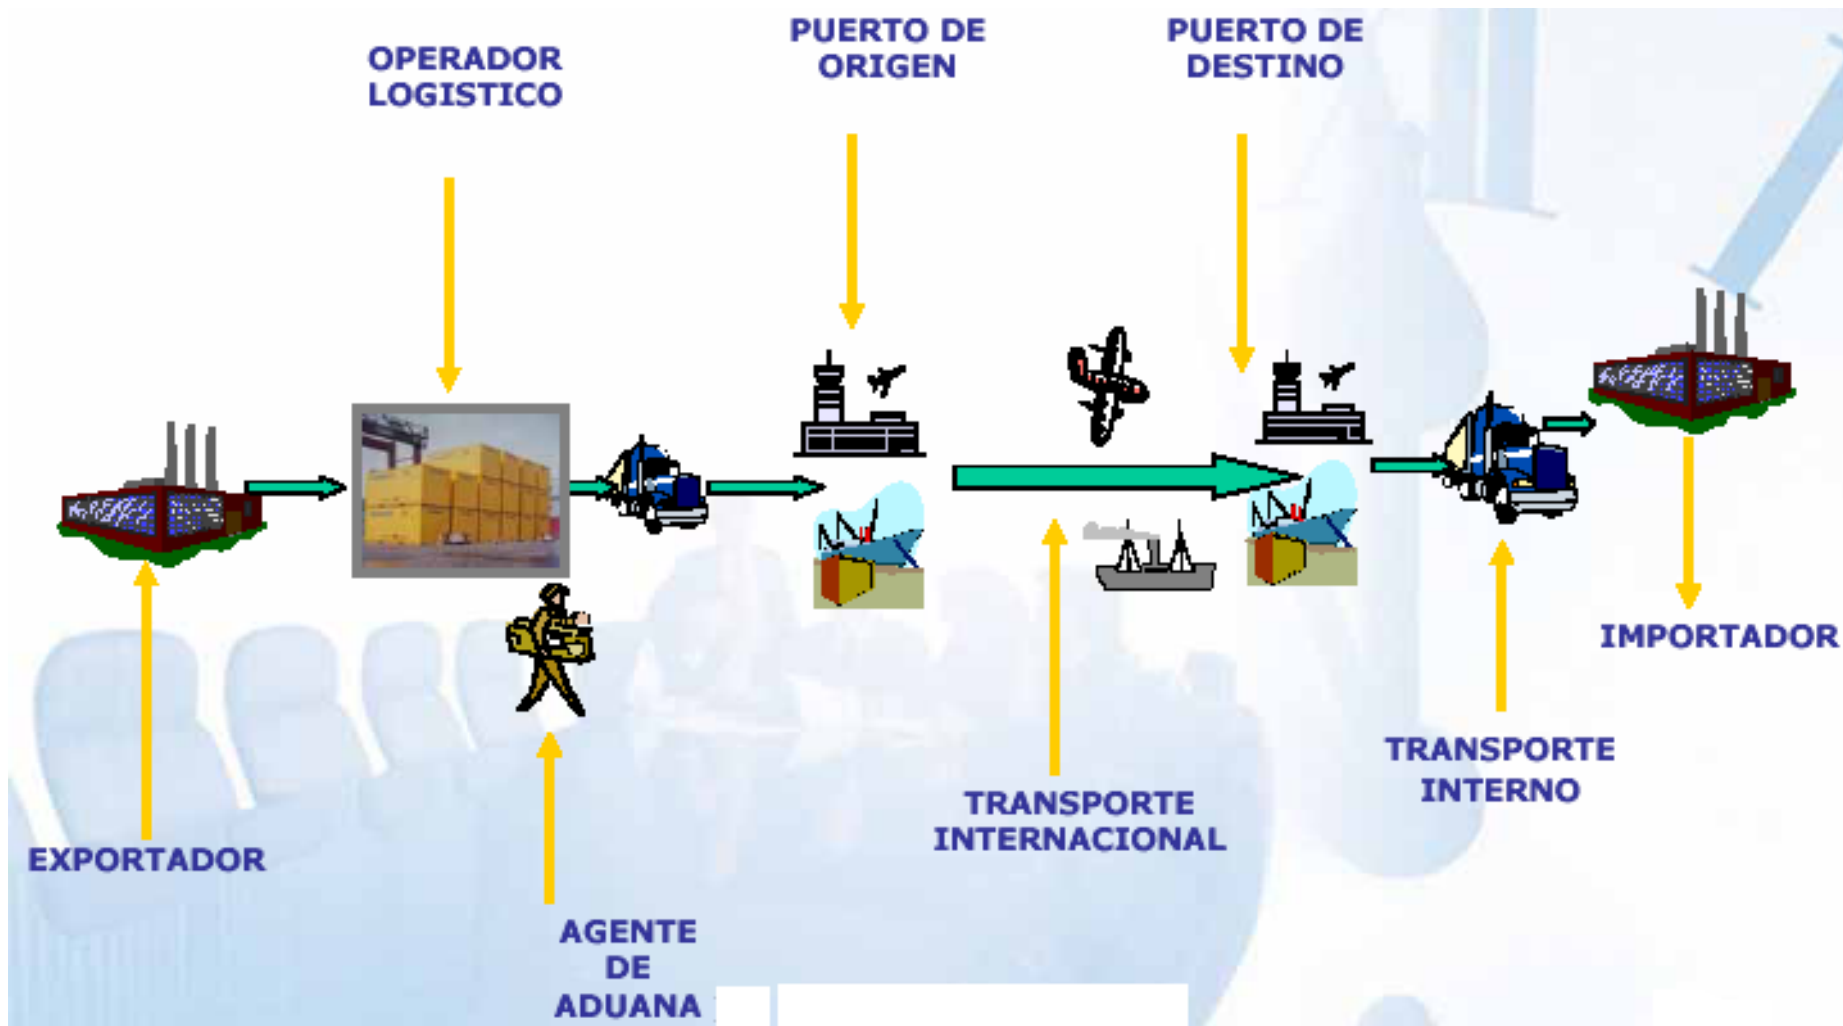 OPERADOR
LOGISTICO
PUERTO DE
ORIGEN
PUERTO DE
DESTINO
IMPORTADOR
TRANSPORTE
INTERNO
TRANSPORTE
INTERNACIONAL
EXPORTADOR
AGENTE
DE
ADUANA